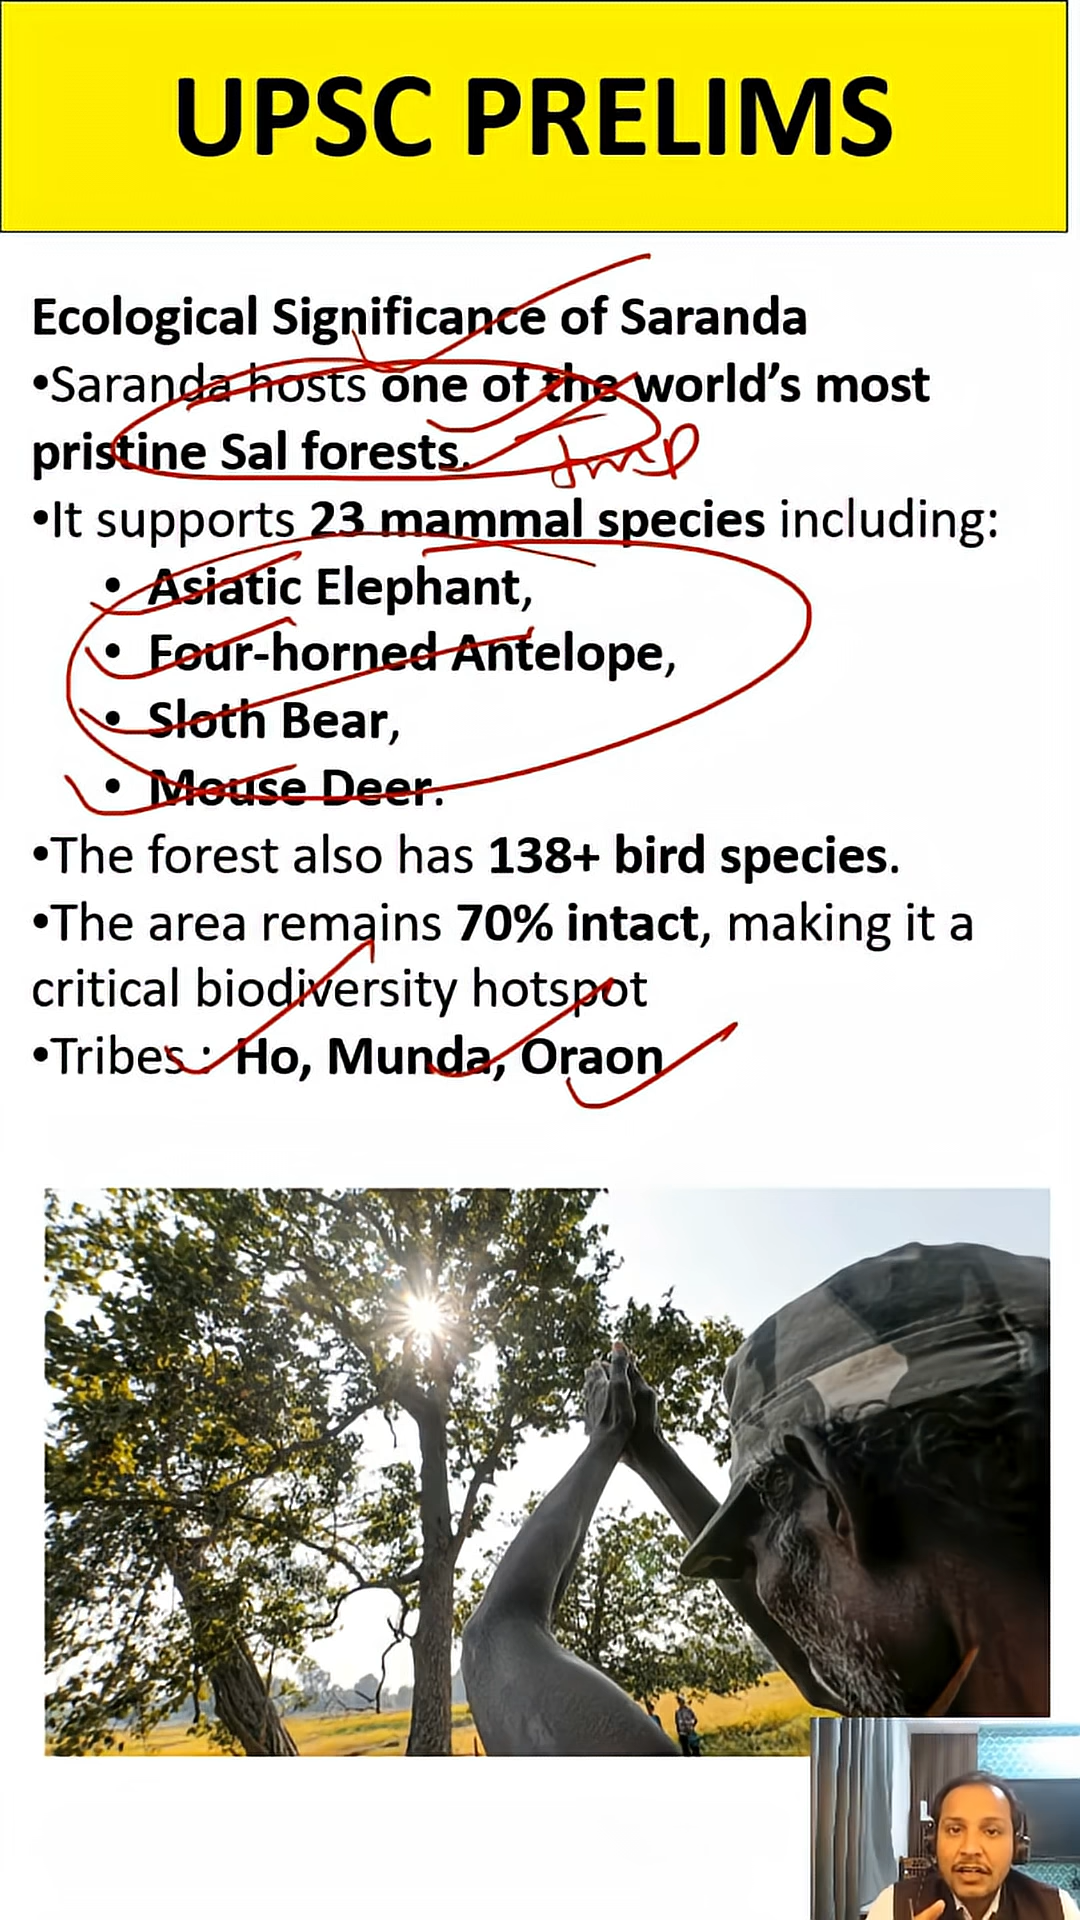 UPSC PRELIMS
Ecological Significance of Saranda
•Saranda hosts one of the world's most
pristine Sal forests.
Imp
•It supports 23 mammal species including:
• Asiatic Elephant,
• Four-horned Antelope,
• Sloth Bear,
• Mouse Deer.
•The forest also has 138+ bird species.
•The area remains 70% intact, making it a
critical biodiversity hotspot
•Tribes : Ho, Munda, Oraon